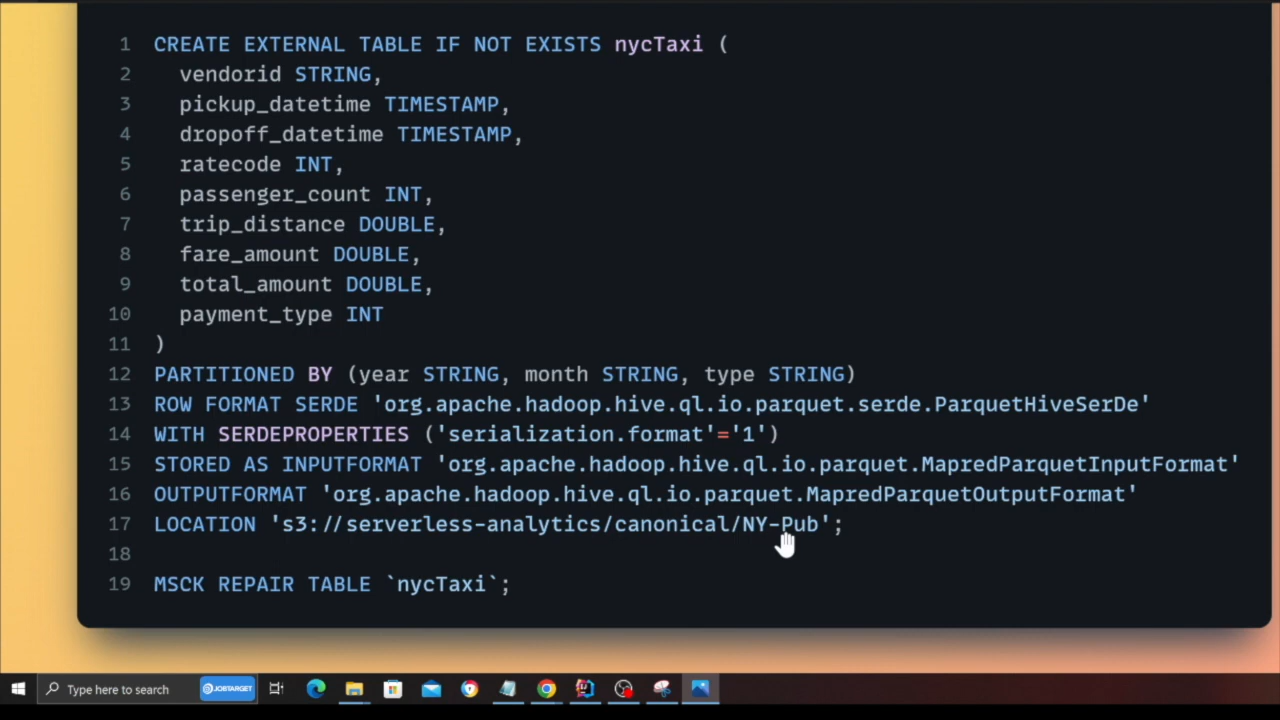 1 CREATE EXTERNAL TABLE IF NOT EXISTS nycTaxi (
2 vendorid STRING,
3 pickup_datetime TIMESTAMP,
4 dropoff_datetime TIMESTAMP,
5 ratecode INT,
6 passenger_count INT,
7 trip_distance DOUBLE,
8 fare_amount DOUBLE,
9 total_amount DOUBLE,
10 payment_type INT
11 )
12 PARTITIONED BY (year STRING, month STRING, type STRING)
13 ROW FORMAT SERDE 'org.apache.hadoop.hive.ql.io.parquet.serde.ParquetHiveSerDe'
14 WITH SERDEPROPERTIES ('serialization.format'='1')
15 STORED AS INPUTFORMAT 'org.apache.hadoop.hive.ql.io.parquet.MapredParquetInputFormat'
16 OUTPUTFORMAT 'org.apache.hadoop.hive.ql.io.parquet.MapredParquetOutputFormat'
17 LOCATION 's3://serverless-analytics/canonical/NY-Pub';
18
19 MSCK REPAIR TABLE `nycTaxi`;
Type here to search JOBTARGET